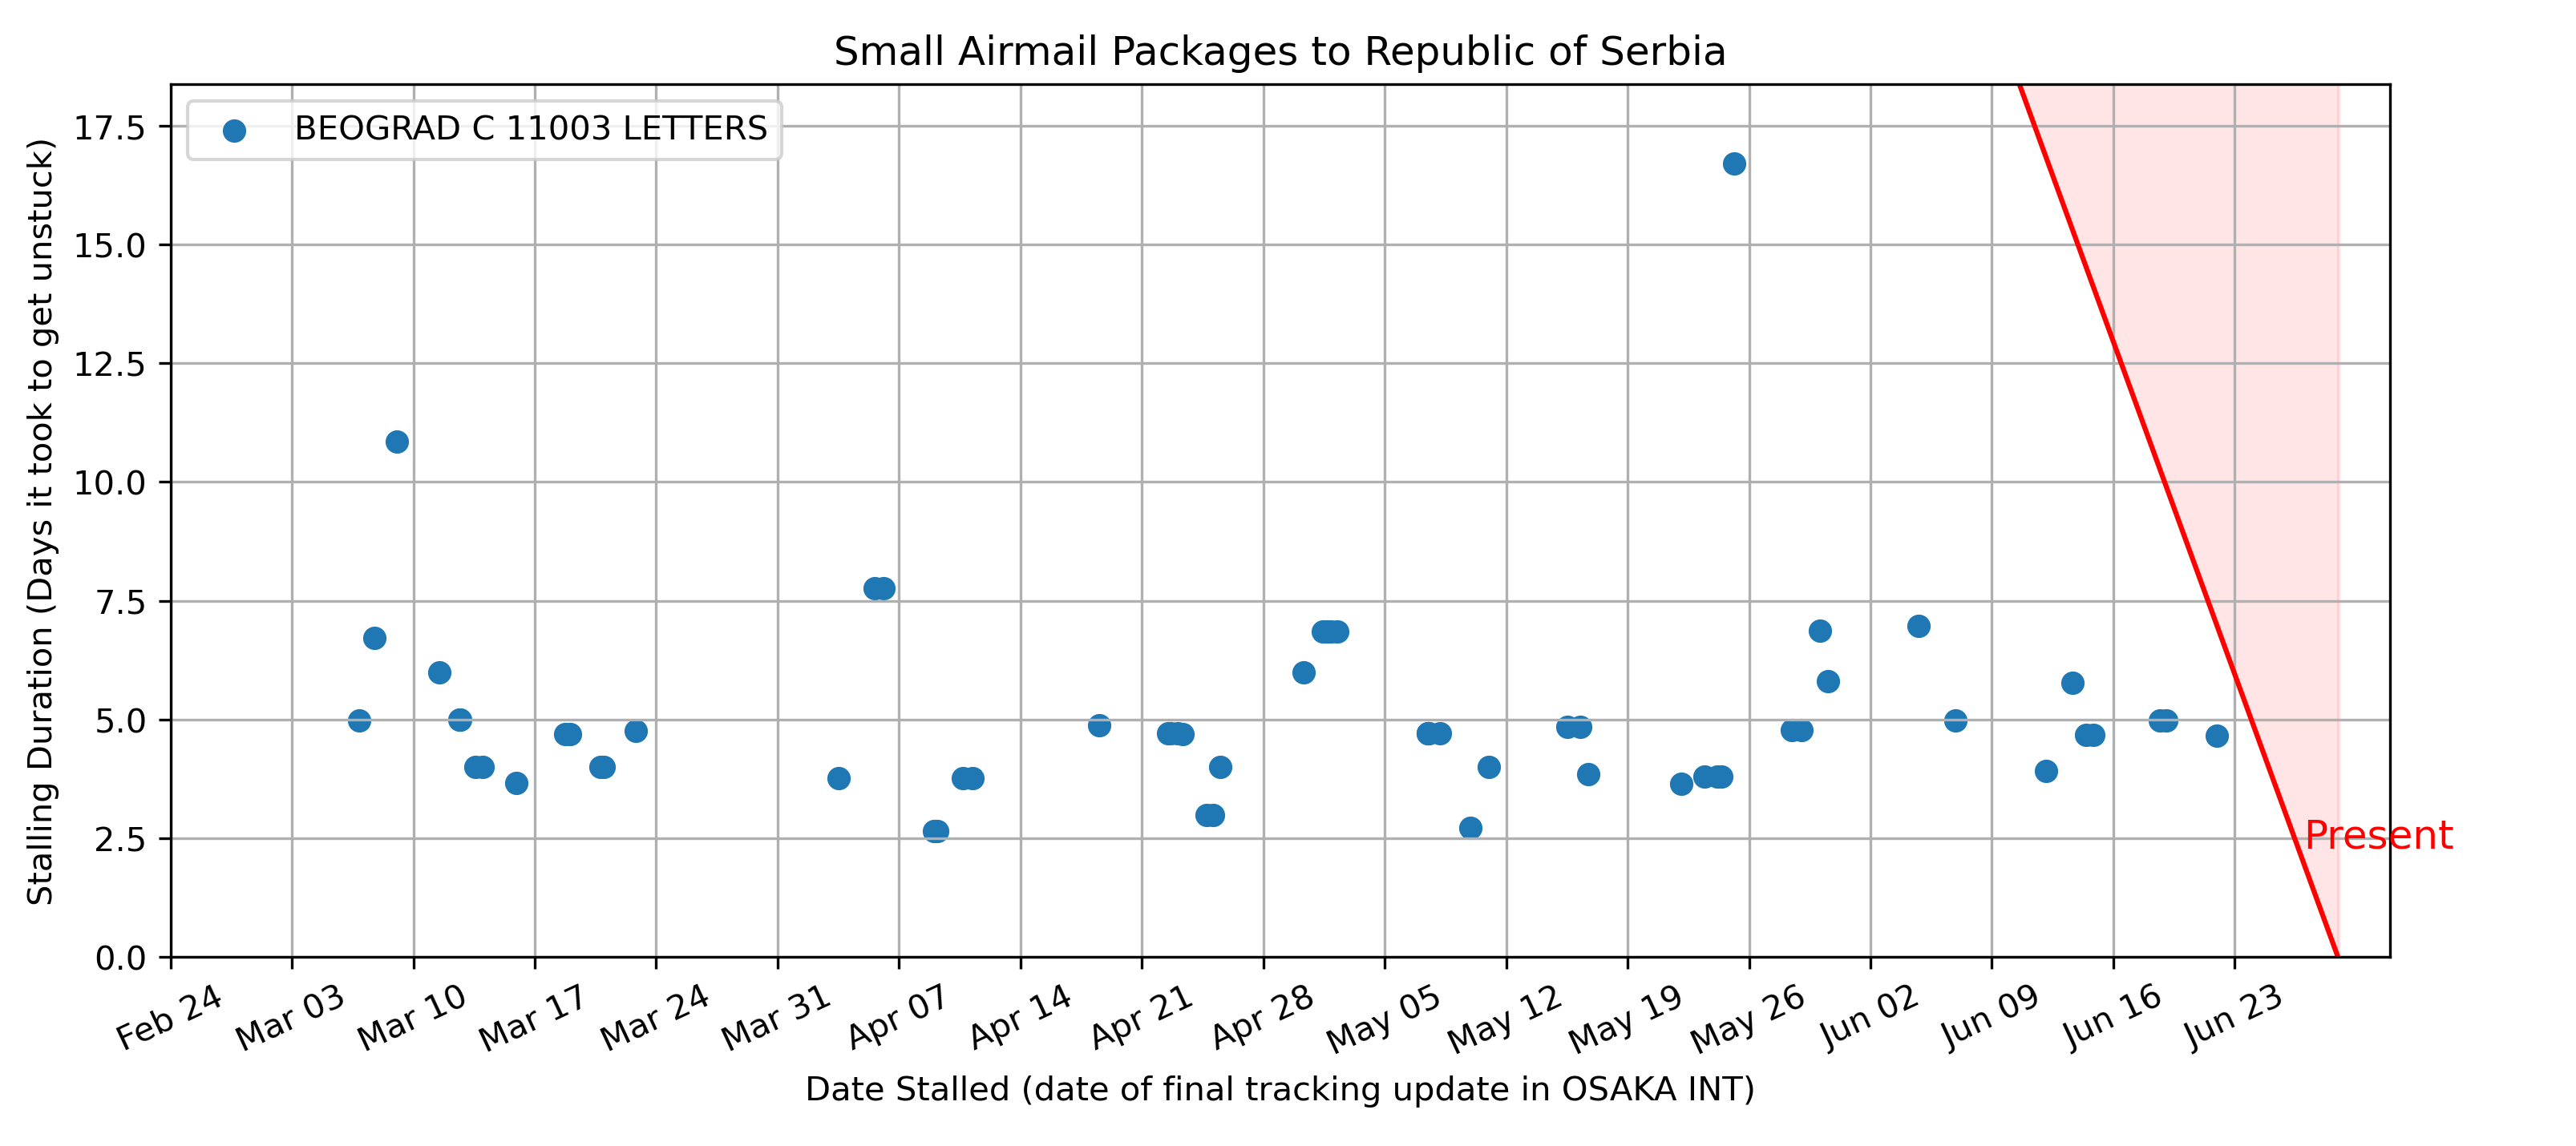 Small Airmail Packages to Republic of Serbia
BEOGRAD C 11003 LETTERS
Stalling Duration (Days it took to get unstuck)
17.5
15.0
12.5
10.0
7.5
5.0
2.5
0.0
Present
Feb 24
Mar 03
Mar 10
Mar 17
Mar 24
Mar 31
Apr 07
Apr 14
Apr 21
Apr 28
May 05
May 12
May 19
May 26
Jun 02
Jun 09
Jun 16
Jun 23
Date Stalled (date of final tracking update in OSAKA INT)